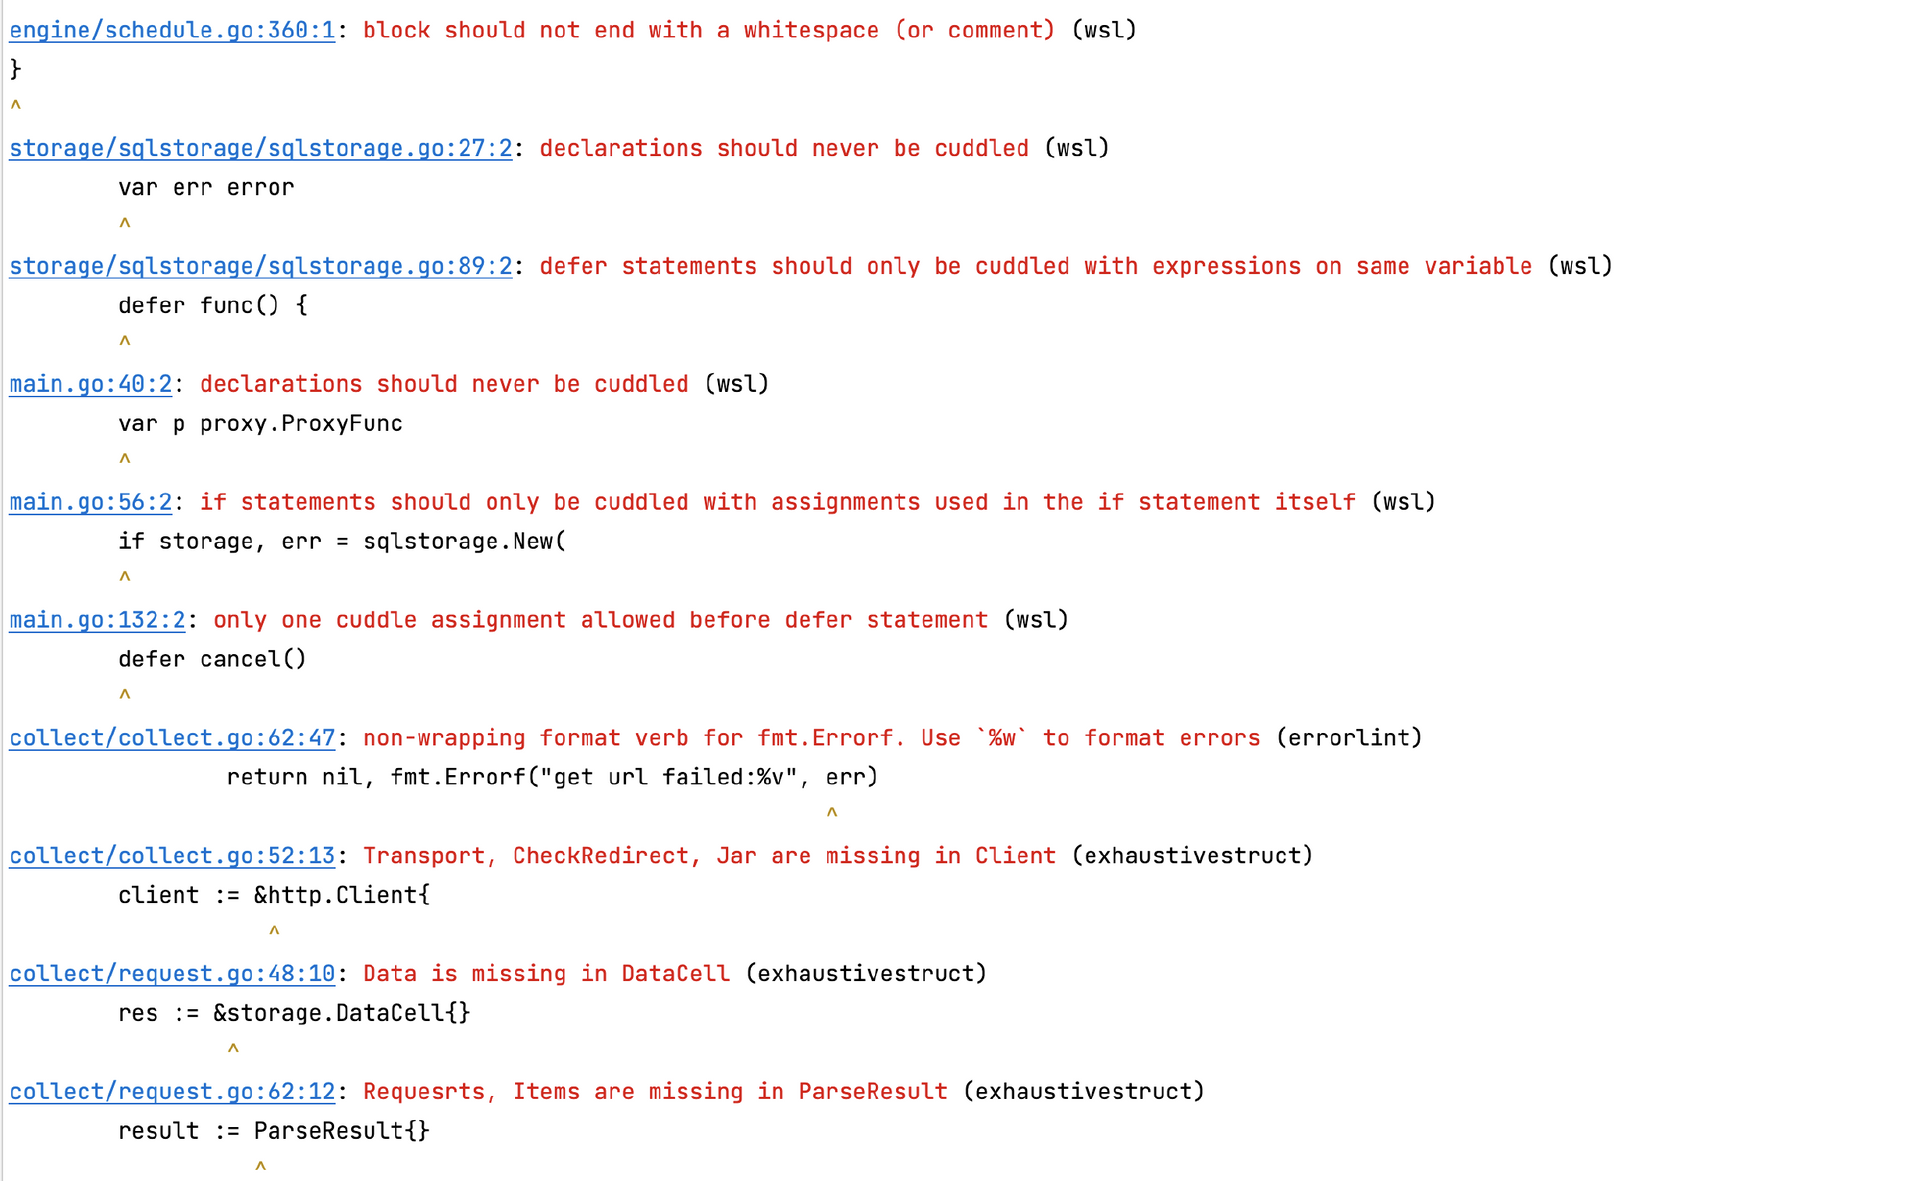 engine/schedule.go:360:1: block should not end with a whitespace (or comment) (wsl)
}
^
storage/sqlstorage/sqlstorage.go:27:2: declarations should never be cuddled (wsl)
var err error
^
storage/sqlstorage/sqlstorage.go:89:2: defer statements should only be cuddled with expressions on same variable (wsl)
defer func() {
^
main.go:40:2: declarations should never be cuddled (wsl)
var p proxy.ProxyFunc
^
main.go:56:2: if statements should only be cuddled with assignments used in the if statement itself (wsl)
if storage, err = sqlstorage.New(
^
main.go:132:2: only one cuddle assignment allowed before defer statement (wsl)
defer cancel()
^
collect/collect.go:62:47: non-wrapping format verb for fmt.Errorf. Use `%w` to format errors (errorlint)
return nil, fmt.Errorf("get url failed:%v", err)
^
collect/collect.go:52:13: Transport, CheckRedirect, Jar are missing in Client (exhaustivestruct)
client := &http.Client{
^
collect/request.go:48:10: Data is missing in DataCell (exhaustivestruct)
res := &storage.DataCell{}
^
collect/request.go:62:12: Requesrts, Items are missing in ParseResult (exhaustivestruct)
result := ParseResult{}
^